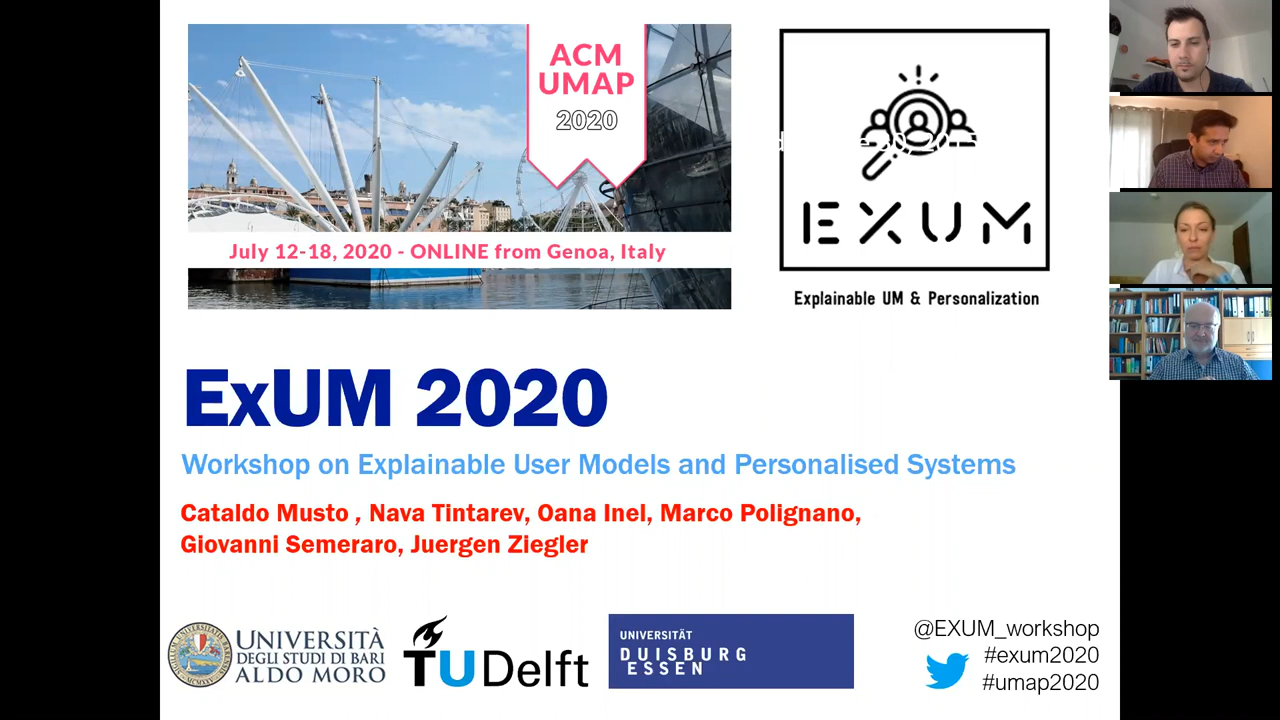 ACM
UMAP
2020
July 12-18, 2020 - ONLINE from Genoa, Italy
EXUM
Explainable UM & Personalization
ExUM 2020
Workshop on Explainable User Models and Personalised Systems
Cataldo Musto , Nava Tintarev, Oana Inel, Marco Polignano,
Giovanni Semeraro, Juergen Ziegler
UNIVERSITÀ
DEGLI STUDI DI BARI
ALDO MORO
TUDelft
UNIVERSITÄT
DUISBURG
ESSEN
@EXUM_workshop
#exum2020
#umap2020